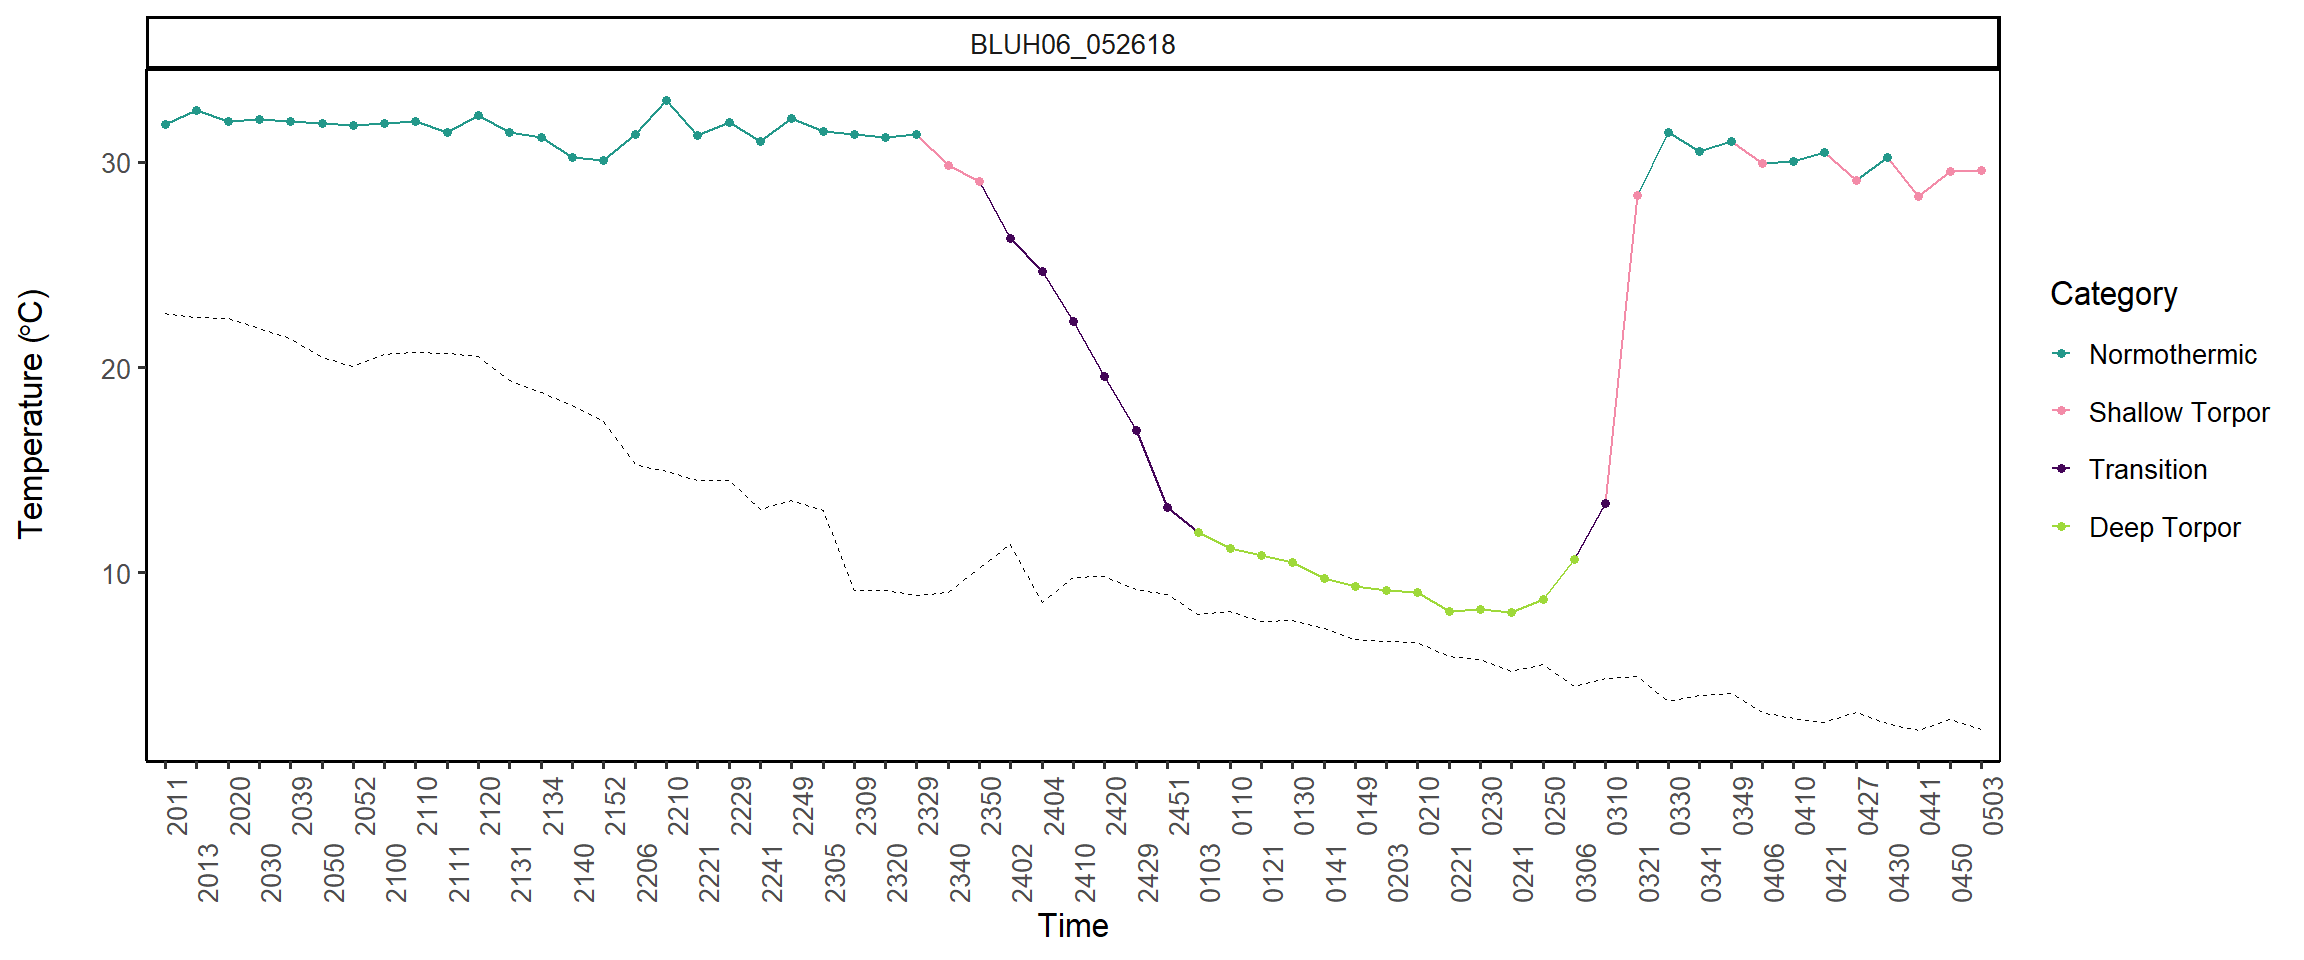 BLUH06_052618
Temperature (°C)
30
20
10
2011 2020 2039 2052 2110 2120 2134 2152 2210 2229 2249 2309 2329 2350 2404 2420 2451 0110 0130 0149 0210 0230 0250 0310 0330 0349 0410 0427 0441 0503
2013 2030 2050 2100 2111 2131 2140 2206 2221 2241 2305 2320 2340 2402 2410 2429 0103 0121 0141 0203 0221 0241 0306 0321 0341 0406 0421 0430 0450
Time
Category
Normothermic
Shallow Torpor
Transition
Deep Torpor